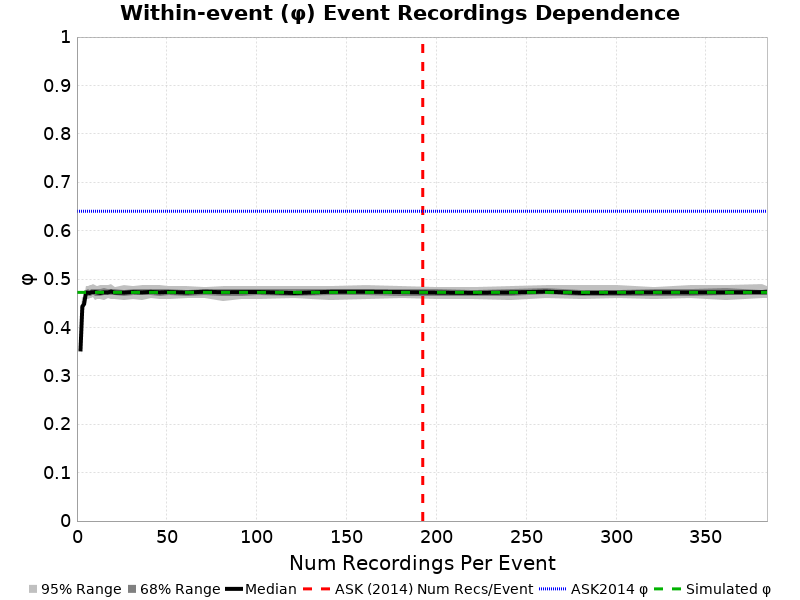 Within-event (φ) Event Recordings Dependence
1
0.9
0.8
0.7
0.6
0.5
0.4
0.3
0.2
0.1
0
φ
0 50 100 150 200 250 300 350
Num Recordings Per Event
95% Range 68% Range Median ASK (2014) Num Recs/Event ASK2014 φ Simulated φ